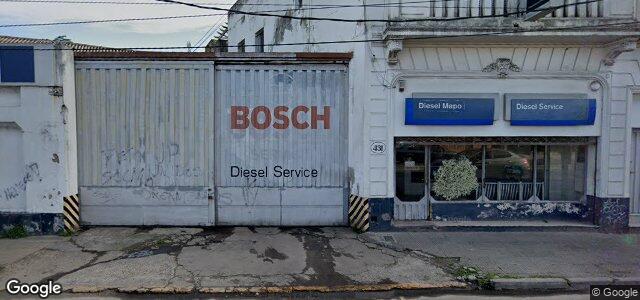 BOSCH
Diesel Service
Diesel Mapo
Diesel Service
431
Google
© Google